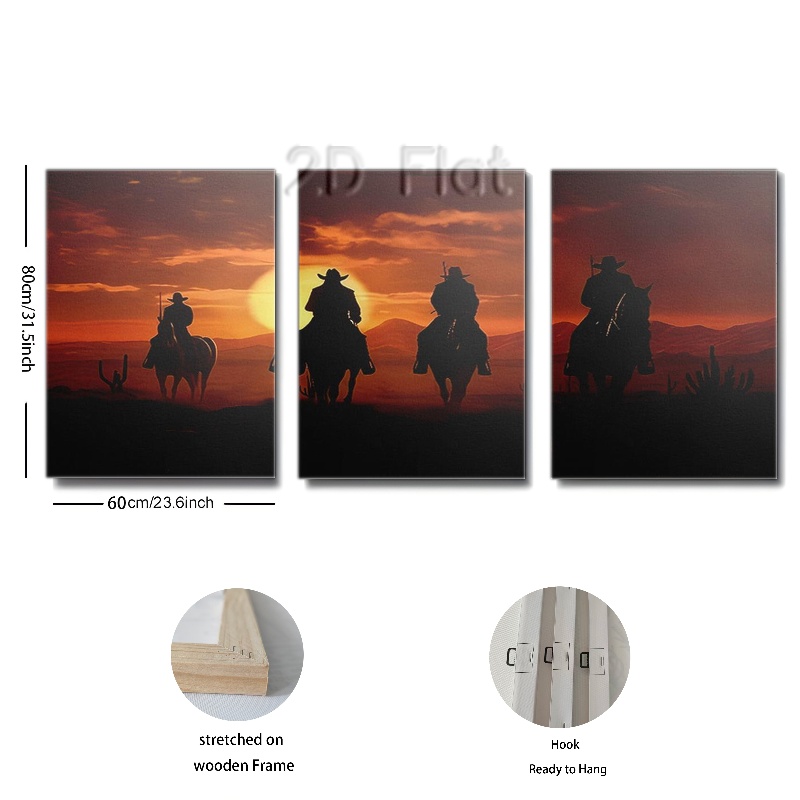 2D Flat
80cm/31.5inch
60cm/23.6inch
stretched on
wooden Frame
Hook
Ready to Hang